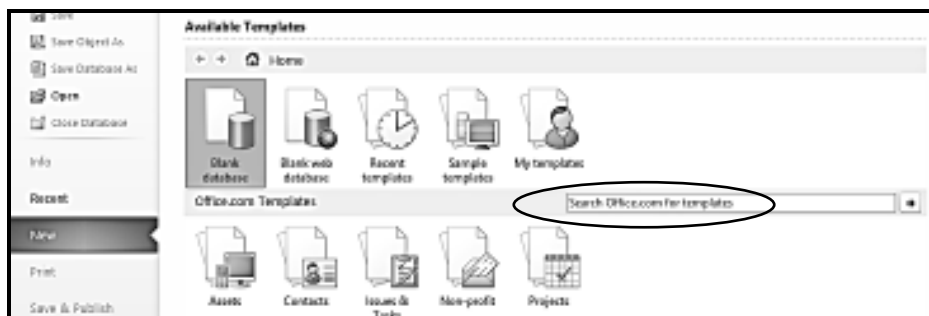 Save
Save Object As
Save Database As
Open
Close Database
Info
Recent
New
Print
Save & Publish
Available Templates
Home
Blank database
Blank web database
Recent templates
Sample templates
My templates
Office.com Templates
Search Office.com for templates
Assets
Contacts
Issues & Tasks
Non-profit
Projects